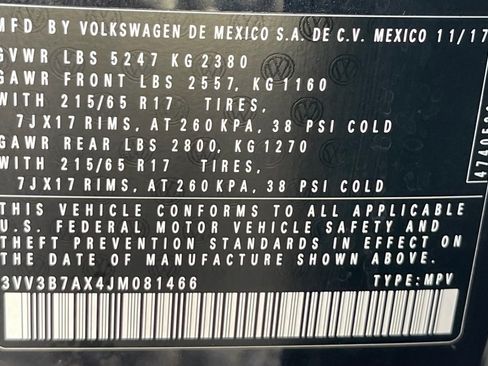 MFD BY VOLKSWAGEN DE MEXICO S.A. DE C.V. MEXICO 11/17
GVWR LBS 5247 KG 2380
GAWR FRONT LBS 2557, KG 1160
WITH 215/65 R17 TIRES,
7JX17 RIMS, AT 260 KPA, 38 PSI COLD
GAWR REAR LBS 2800, KG 1270
WITH 215/65 R17 TIRES,
7JX17 RIMS, AT 260 KPA, 38 PSI COLD
THIS VEHICLE CONFORMS TO ALL APPLICABLE
U.S. FEDERAL MOTOR VEHICLE SAFETY AND
THEFT PREVENTION STANDARDS IN EFFECT ON
THE DATE OF MANUFACTURE SHOWN ABOVE.
3VV3B7AX4JM081466 TYPE: MPV